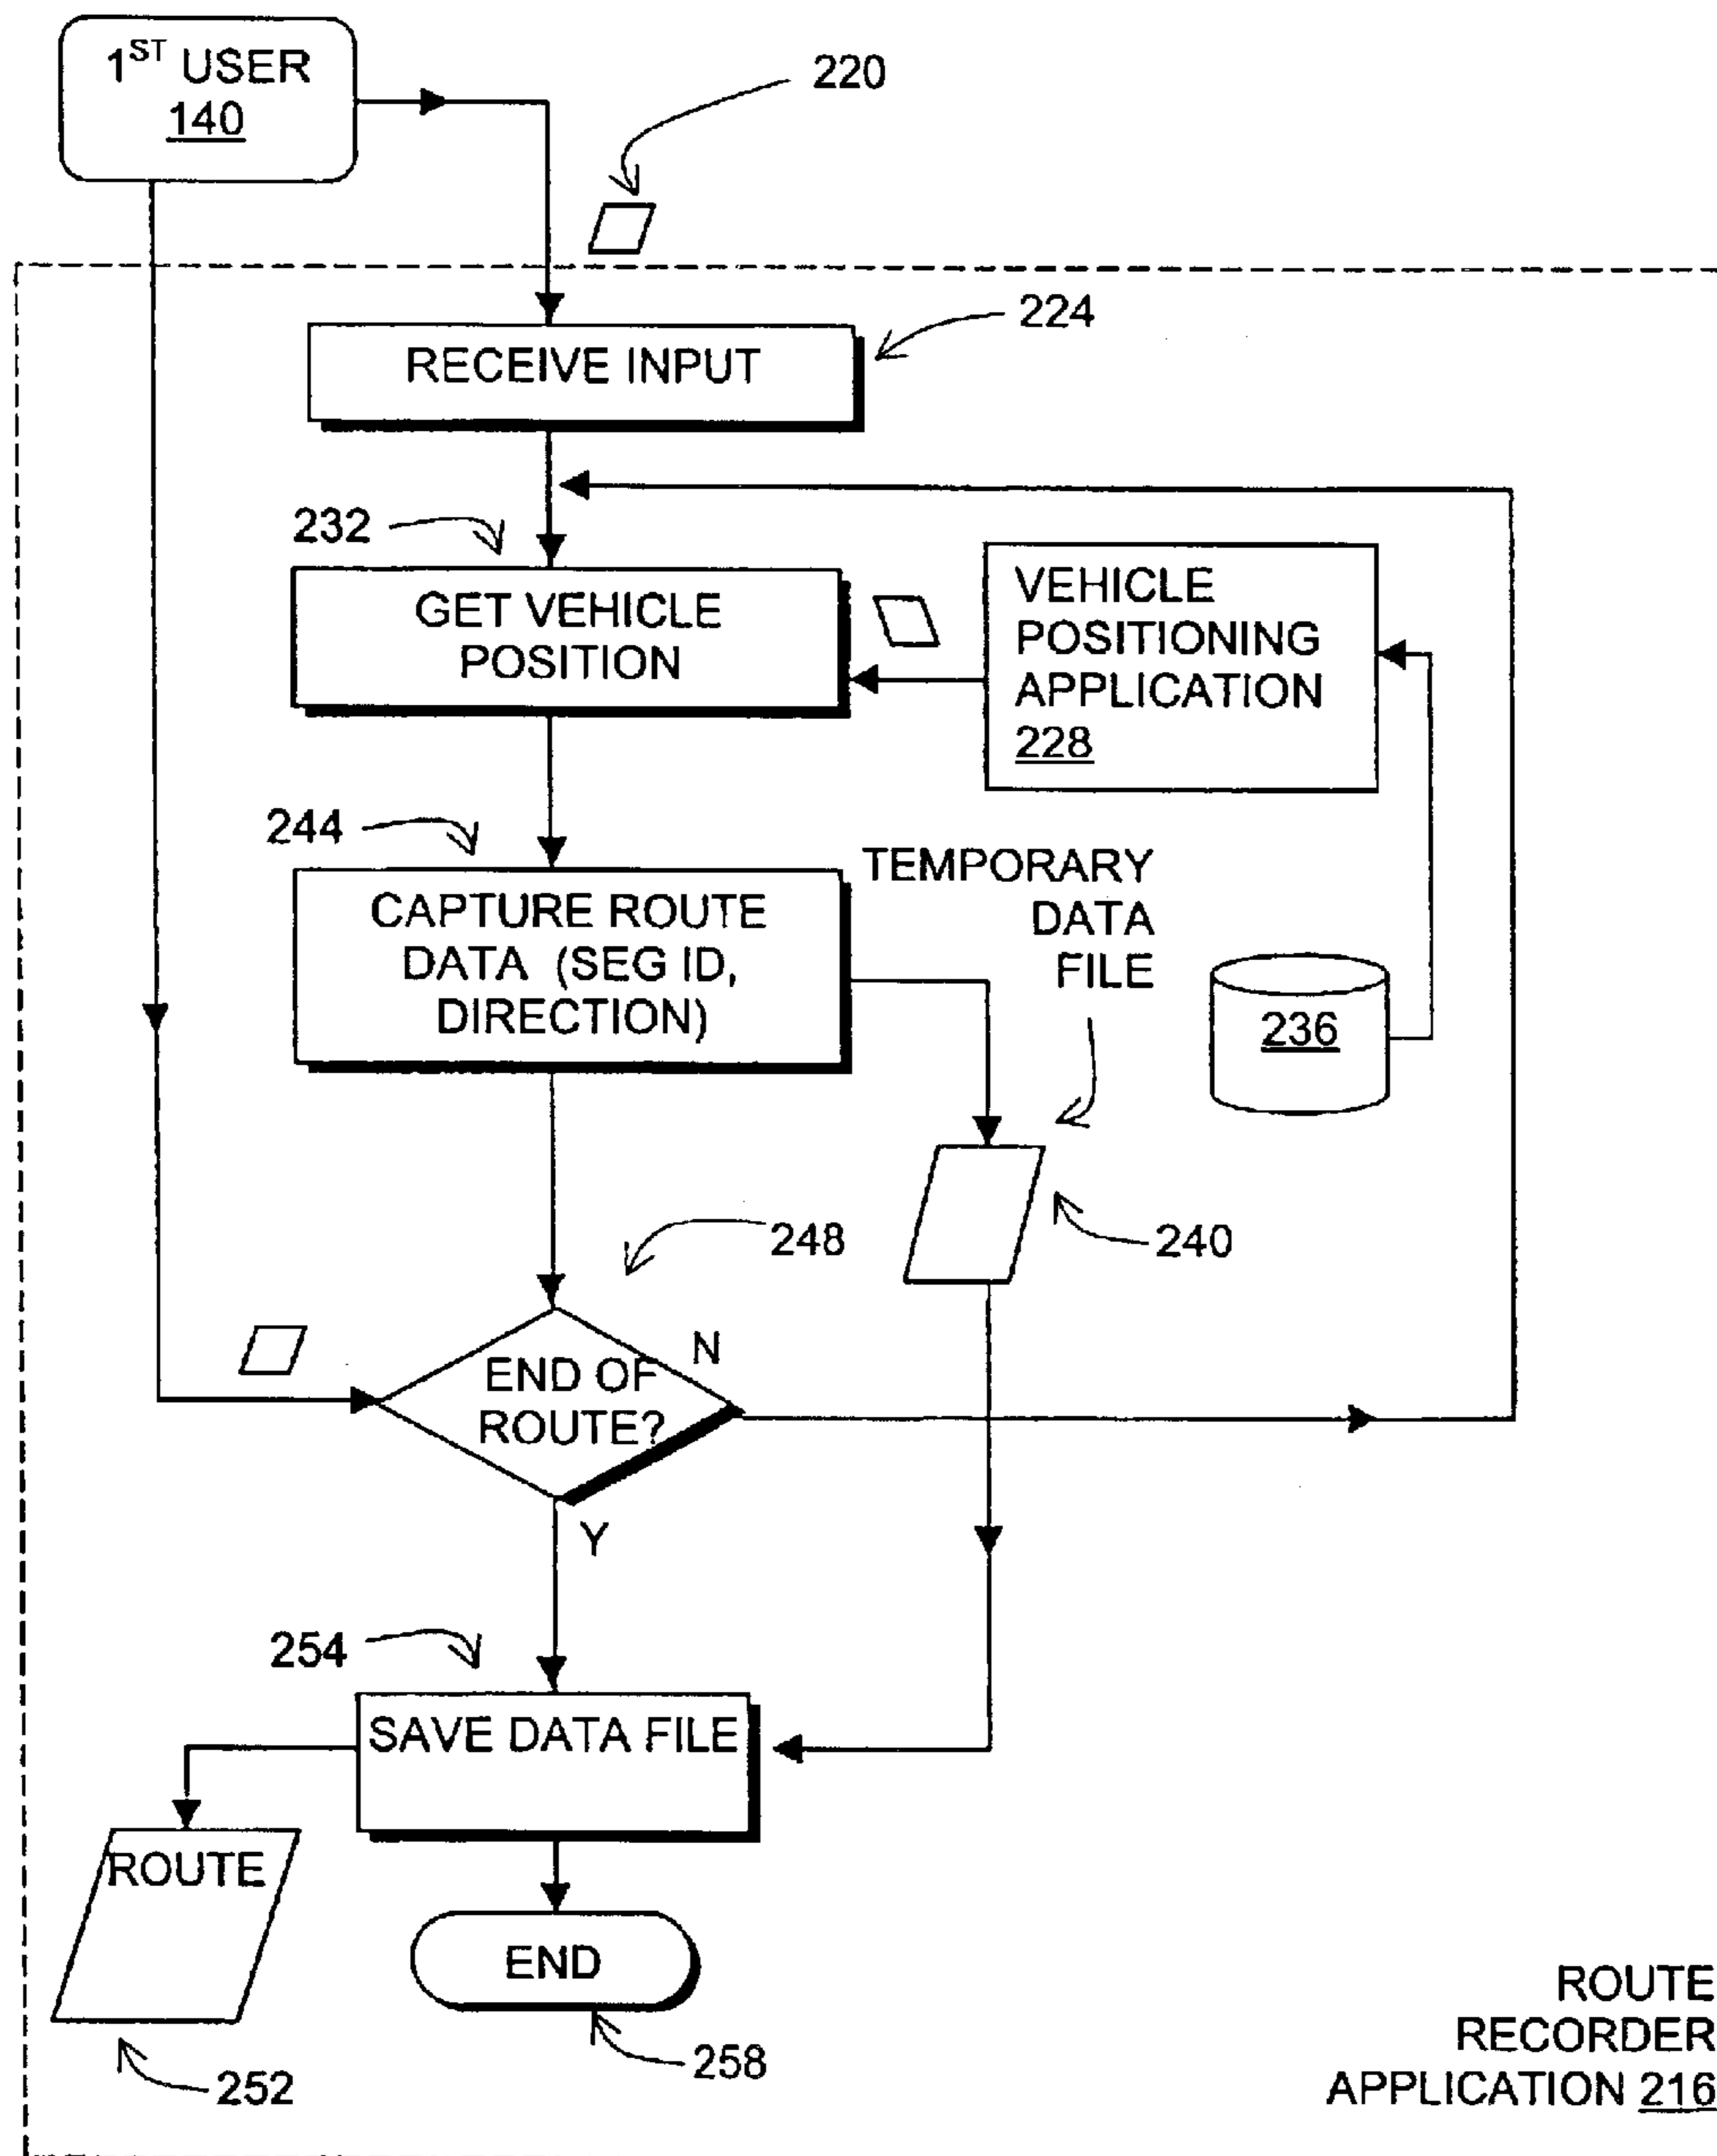 1ST USER
140
220
224
RECEIVE INPUT
232
GET VEHICLE
POSITION
VEHICLE
POSITIONING
APPLICATION
228
244
TEMPORARY
DATA
FILE
CAPTURE ROUTE
DATA (SEG ID,
DIRECTION)
236
248
240
N
END OF
ROUTE?
Y
254
SAVE DATA FILE
ROUTE
END
258
252
ROUTE
RECORDER
APPLICATION 216